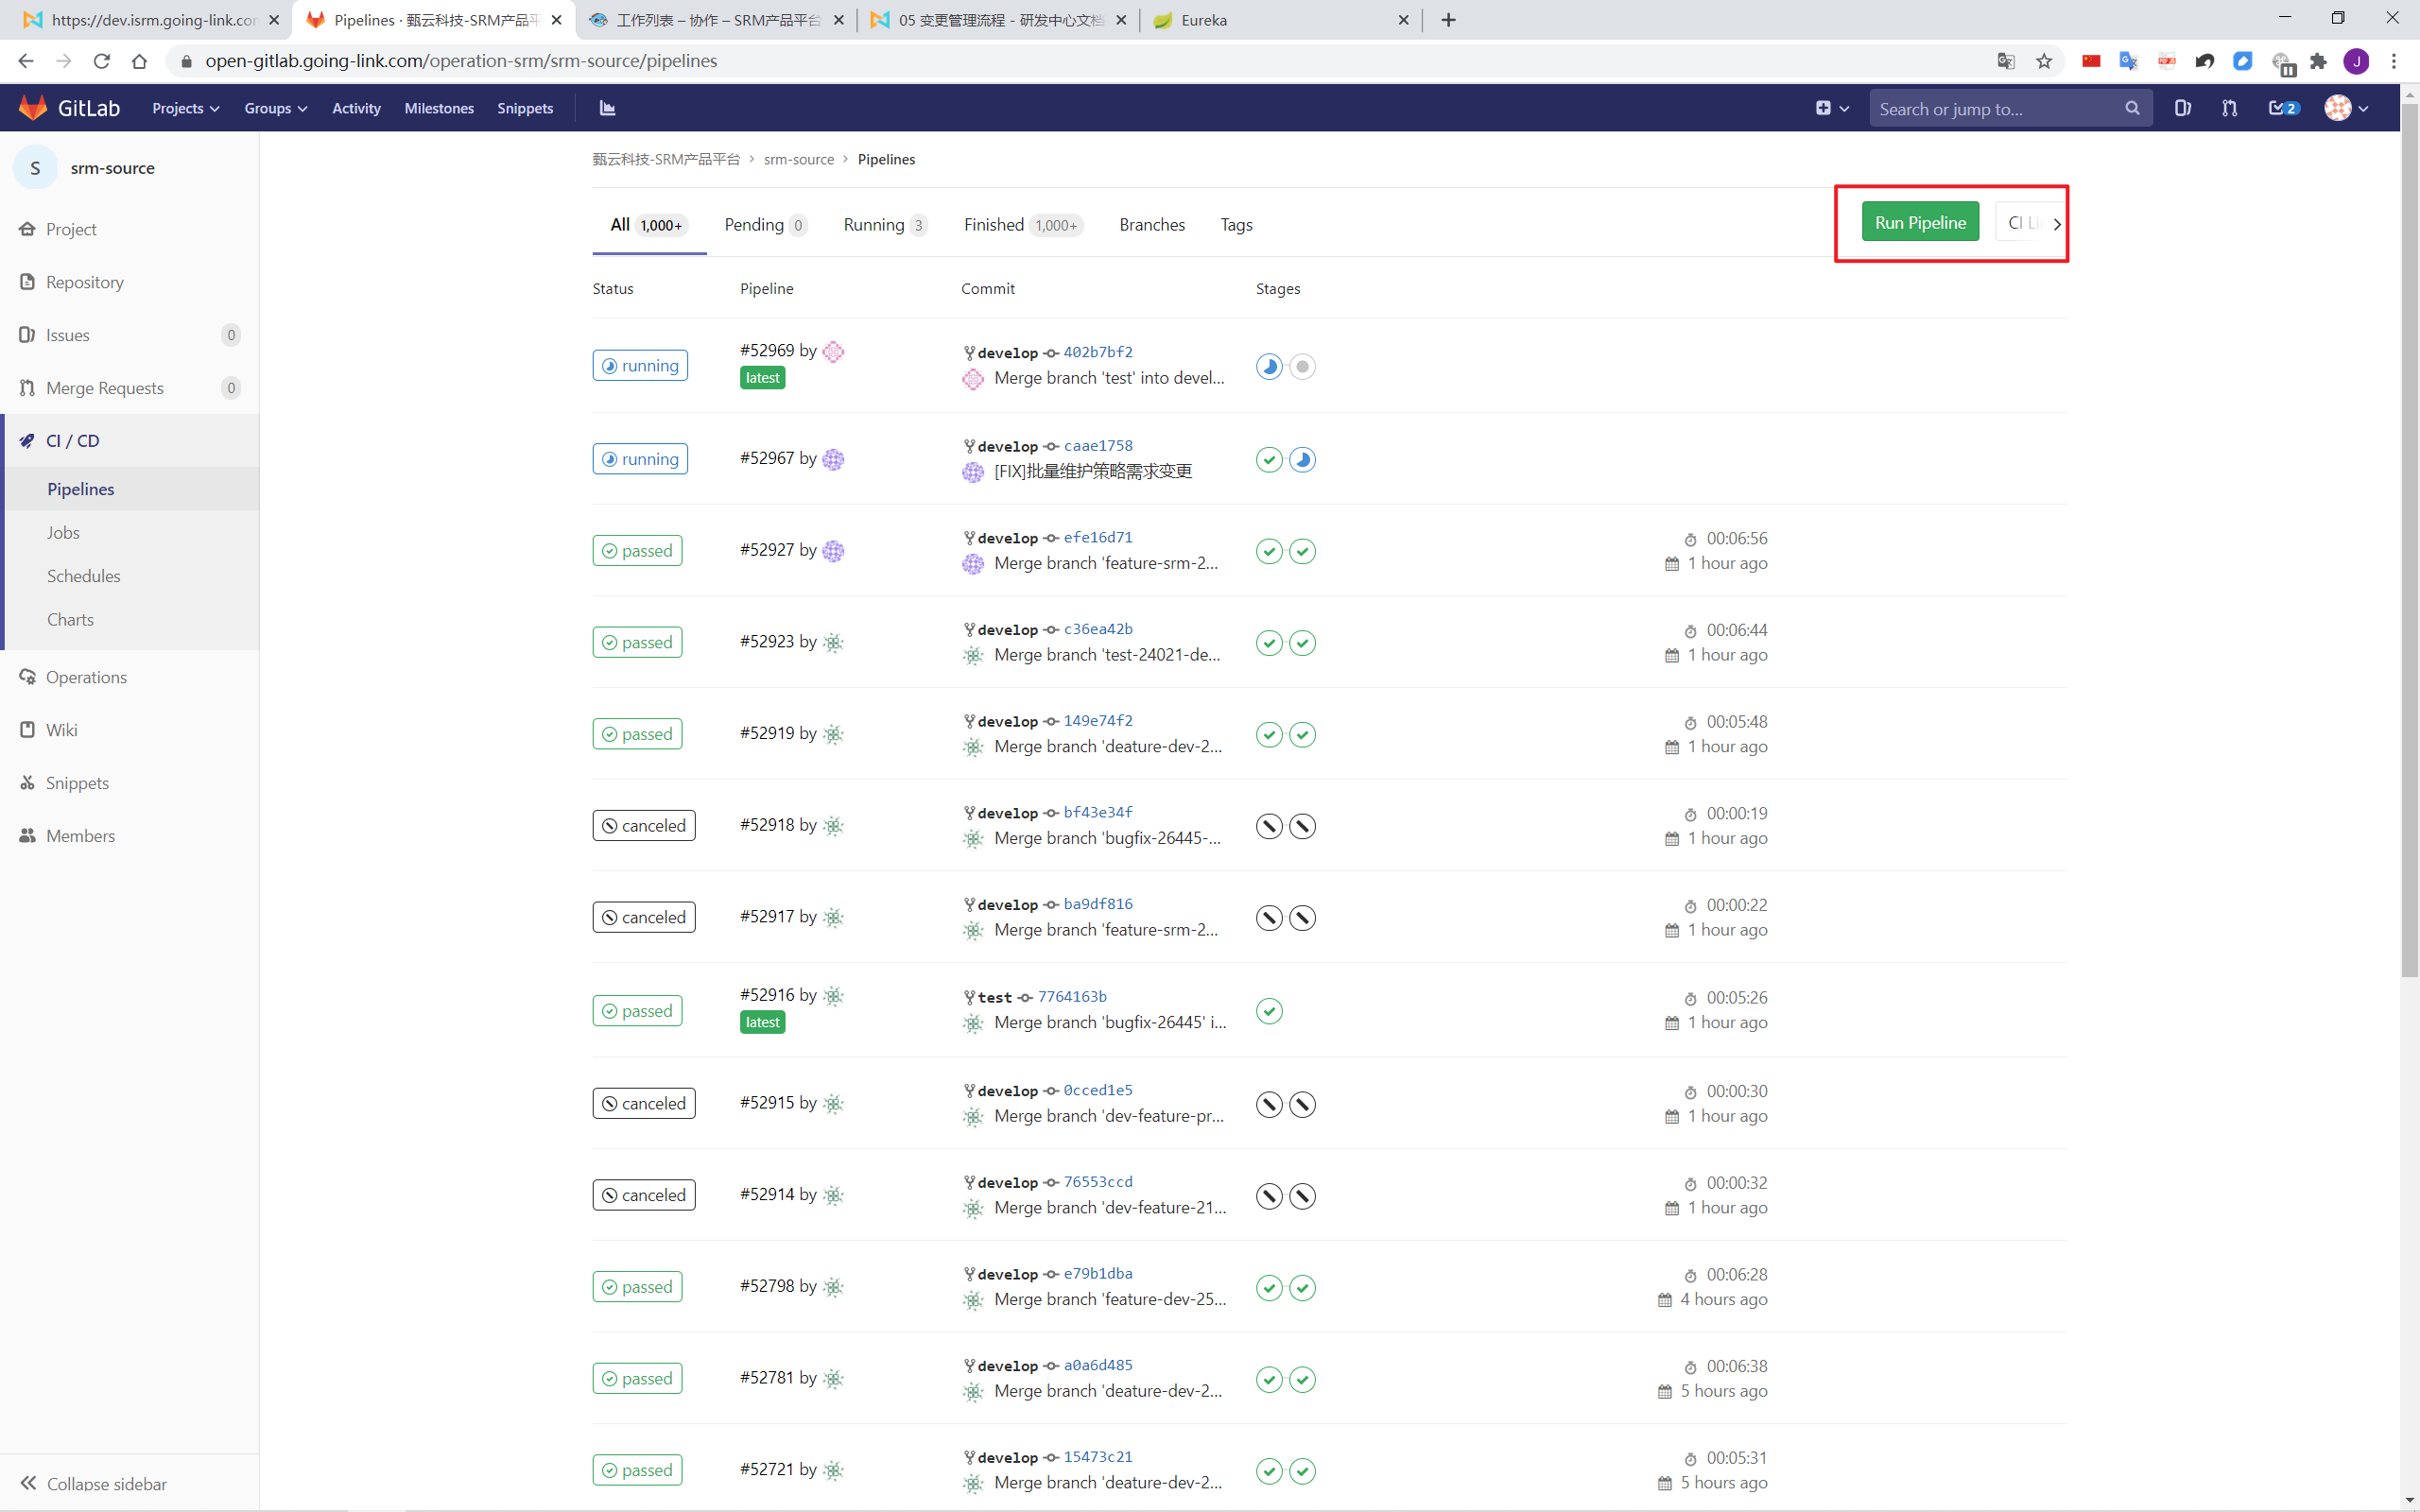 https://dev.isrm.going-link.cor
Pipelines · 甄云科技-SRM产品平
工作列表 – 协作 – SRM产品平台
05 变更管理流程 - 研发中心文档
Eureka
open-gitlab.going-link.com/operation-srm/srm-source/pipelines
J
GitLab Projects Groups Activity Milestones Snippets
Search or jump to...
2
S srm-source
Project
Repository
Issues 0
Merge Requests 0
CI / CD
Pipelines
Jobs
Schedules
Charts
Operations
Wiki
Snippets
Members
Collapse sidebar
甄云科技-SRM产品平台 › srm-source › Pipelines
All 1,000+ Pending 0 Running 3 Finished 1,000+ Branches Tags
Run Pipeline CI Li
Status Pipeline Commit Stages
running #52969 by develop 402b7bf2
latest Merge branch 'test' into devel...
running #52967 by develop caae1758
[FIX]批量维护策略需求变更
passed #52927 by develop efe16d71 00:06:56
Merge branch 'feature-srm-2... 1 hour ago
passed #52923 by develop c36ea42b 00:06:44
Merge branch 'test-24021-de... 1 hour ago
passed #52919 by develop 149e74f2 00:05:48
Merge branch 'deature-dev-2... 1 hour ago
canceled #52918 by develop bf43e34f 00:00:19
Merge branch 'bugfix-26445-... 1 hour ago
canceled #52917 by develop ba9df816 00:00:22
Merge branch 'feature-srm-2... 1 hour ago
passed #52916 by test 7764163b 00:05:26
latest Merge branch 'bugfix-26445' i... 1 hour ago
canceled #52915 by develop 0cced1e5 00:00:30
Merge branch 'dev-feature-pr... 1 hour ago
canceled #52914 by develop 76553ccd 00:00:32
Merge branch 'dev-feature-21... 1 hour ago
passed #52798 by develop e79b1dba 00:06:28
Merge branch 'feature-dev-25... 4 hours ago
passed #52781 by develop a0a6d485 00:06:38
Merge branch 'deature-dev-2... 5 hours ago
passed #52721 by develop 15473c21 00:05:31
Merge branch 'deature-dev-2... 5 hours ago